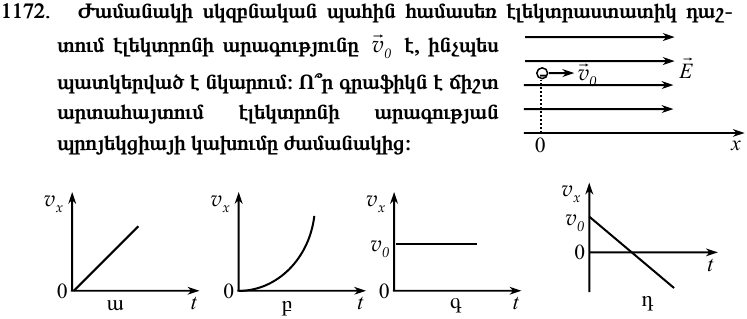 1172. Ժամանակի սկզբնական պահին համասեռ էլեկտրաստատիկ դաշ-
տում էլեկտրոնի արագությունը v⃗₀ է, ինչպես
պատկերված է նկարում: Ո՞ր գրաֆիկն է ճիշտ
արտահայտում էլեկտրոնի արագության
պրոյեկցիայի կախումը ժամանակից:
v⃗₀
E⃗
0 x
vₓ
0 t
ա
vₓ
0 t
բ
vₓ
v₀
0 t
գ
vₓ
v₀
0
t
դ